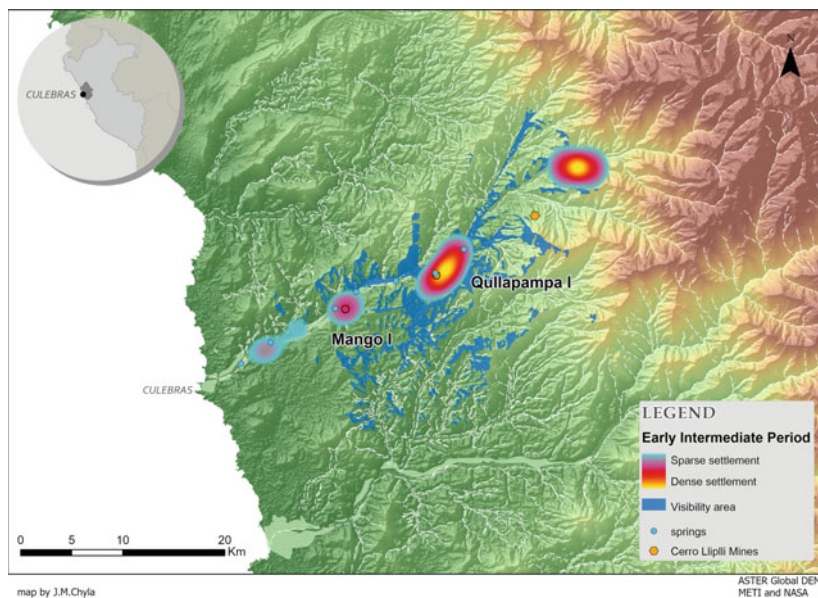 CULEBRAS
N
Qullapampa I
Mango I
CULEBRAS
LEGEND
Early Intermediate Period
Sparse settlement
Dense settlement
Visibility area
springs
Cerro Lliplli Mines
0 5 10 20
Km
map by J.M.Chyla
ASTER Global DEM
METI and NASA